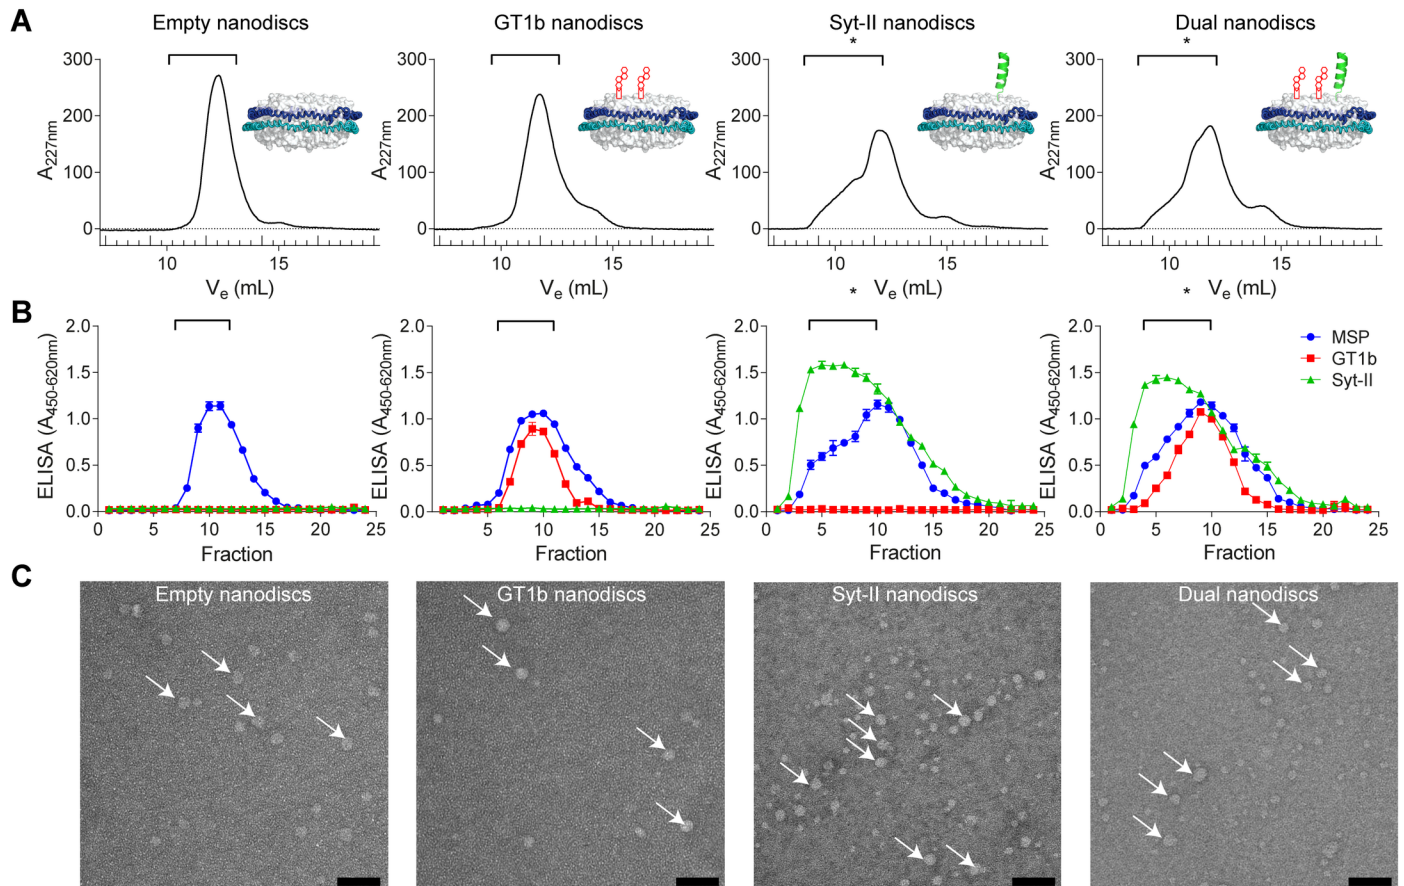 A
Empty nanodiscs
GT1b nanodiscs
Syt-II nanodiscs
Dual nanodiscs
* *
A227nm
300
200
100
0
10 15
Ve (mL)
A227nm
300
200
100
0
10 15
Ve (mL)
A227nm
300
200
100
0
10 15
* Ve (mL)
A227nm
300
200
100
0
10 15
* Ve (mL)
B
ELISA (A450-620nm)
2.0
1.5
1.0
0.5
0.0
0 5 10 15 20 25
Fraction
ELISA (A450-620nm)
2.0
1.5
1.0
0.5
0.0
0 5 10 15 20 25
Fraction
ELISA (A450-620nm)
2.0
1.5
1.0
0.5
0.0
0 5 10 15 20 25
Fraction
ELISA (A450-620nm)
2.0
1.5
1.0
0.5
0.0
0 5 10 15 20 25
Fraction
MSP
GT1b
Syt-II
C
Empty nanodiscs
GT1b nanodiscs
Syt-II nanodiscs
Dual nanodiscs